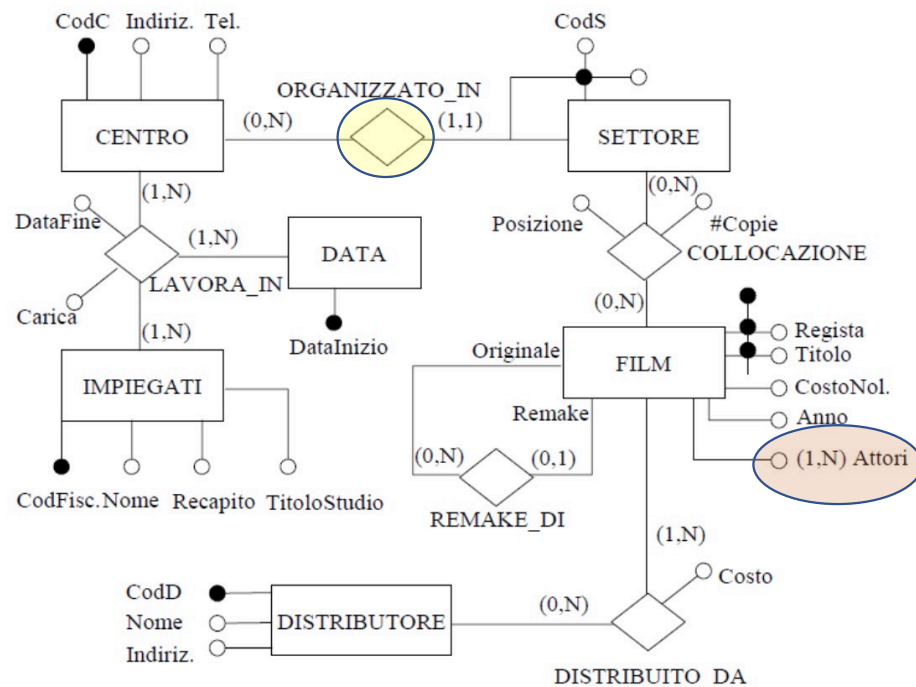 CodC Indiriz. Tel.
CodS
ORGANIZZATO_IN
CENTRO
(0,N)
(1,1)
SETTORE
(1,N)
(0,N)
DataFine
(1,N)
DATA
Posizione
#Copie
COLLOCAZIONE
LAVORA_IN
Carica
(1,N)
DataInizio
(0,N)
Originale
Regista
IMPIEGATI
FILM
Titolo
CostoNol.
Remake
Anno
(0,N)
(0,1)
(1,N) Attori
CodFisc. Nome Recapito TitoloStudio
REMAKE_DI
(1,N)
Costo
CodD
Nome
DISTRIBUTORE
(0,N)
Indiriz.
DISTRIBUITO_DA